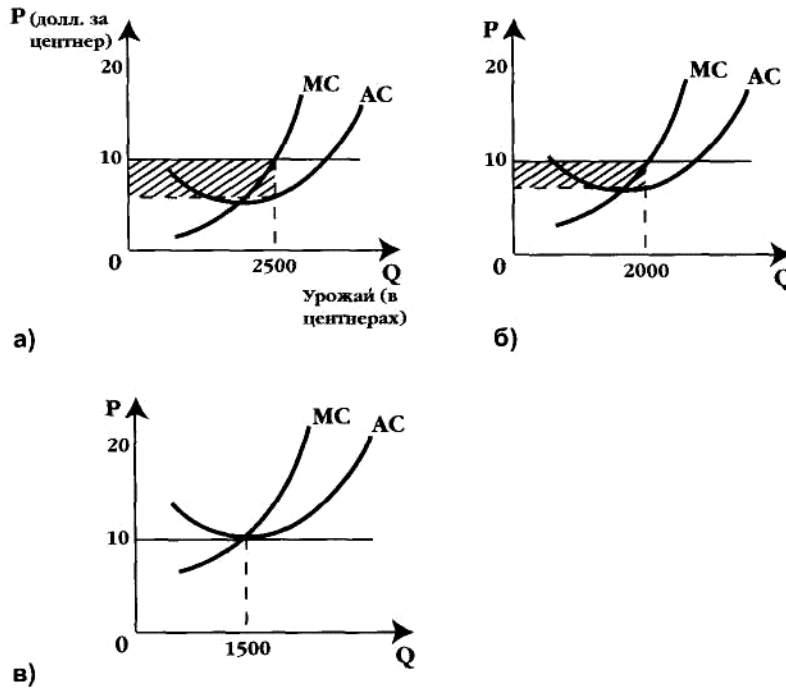 P (долл. за
центнер)
20
MC
AC
10
0
2500
Q
Урожай (в
центнерах)
а)
P
20
MC
AC
10
0
2000
Q
б)
P
20
MC
AC
10
0
1500
Q
в)